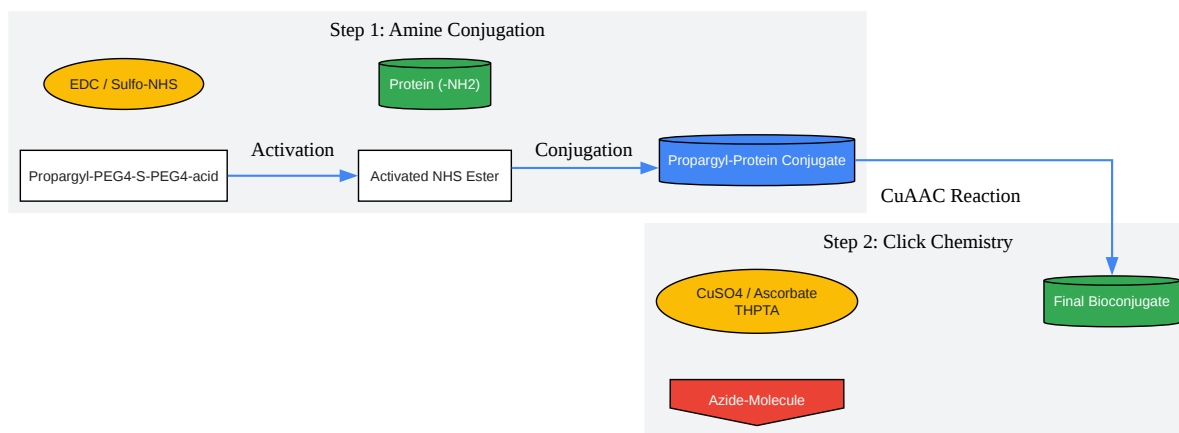 Step 1: Amine Conjugation
EDC / Sulfo-NHS
Protein (-NH2)
Propargyl-PEG4-S-PEG4-acid
Activation
Activated NHS Ester
Conjugation
Propargyl-Protein Conjugate
CuAAC Reaction
Step 2: Click Chemistry
CuSO4 / Ascorbate
THPTA
Final Bioconjugate
Azide-Molecule